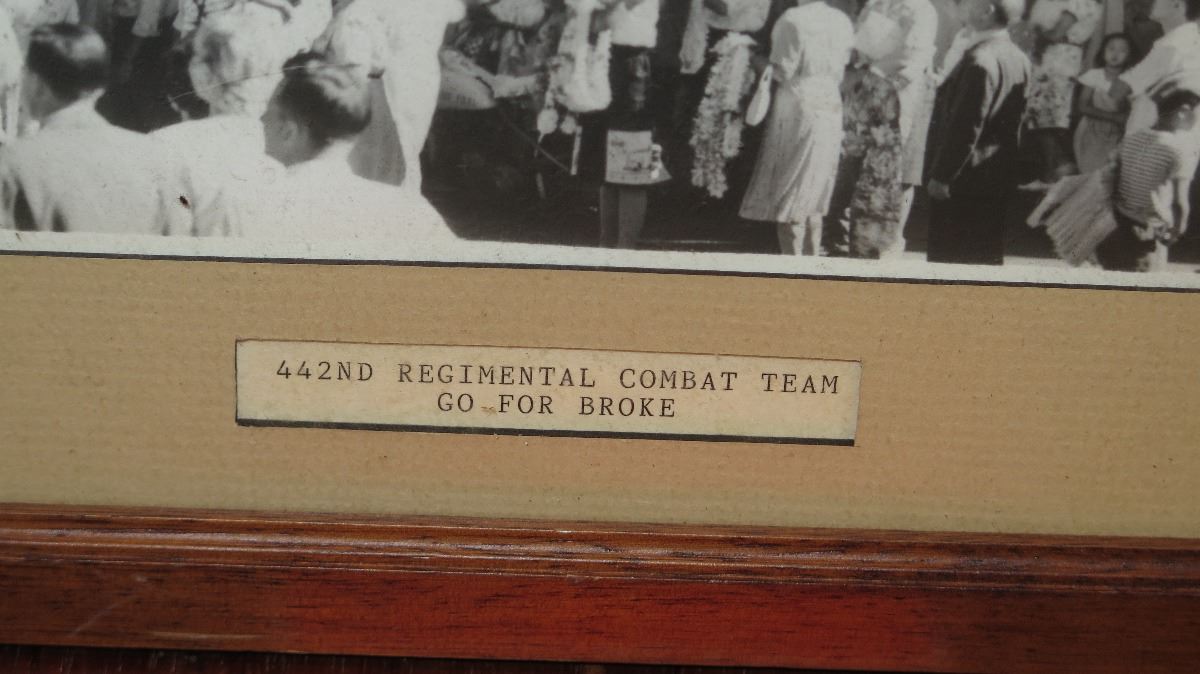 442ND REGIMENTAL COMBAT TEAM
GO FOR BROKE